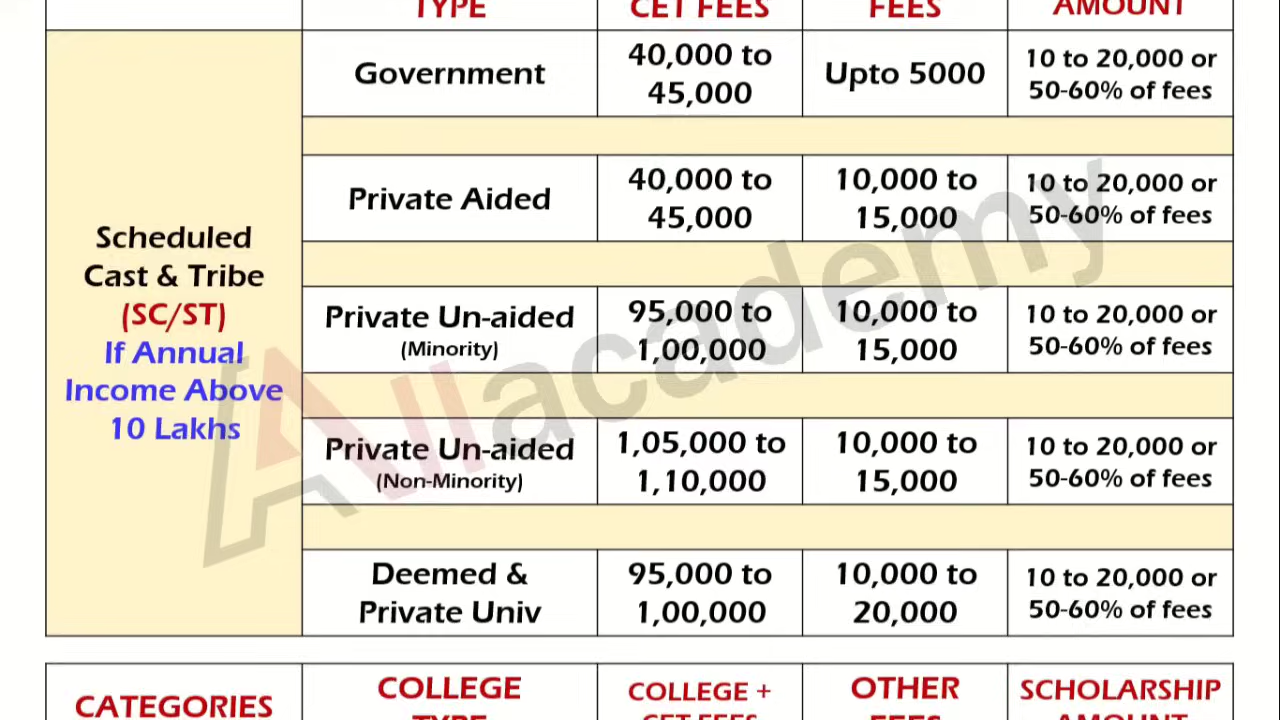 TYPE
CET FEES
FEES
AMOUNT
Scheduled
Cast & Tribe
(SC/ST)
If Annual
Income Above
10 Lakhs
Government
40,000 to
45,000
Upto 5000
10 to 20,000 or
50-60% of fees
Private Aided
40,000 to
45,000
10,000 to
15,000
10 to 20,000 or
50-60% of fees
Private Un-aided
(Minority)
95,000 to
1,00,000
10,000 to
15,000
10 to 20,000 or
50-60% of fees
Private Un-aided
(Non-Minority)
1,05,000 to
1,10,000
10,000 to
15,000
10 to 20,000 or
50-60% of fees
Deemed &
Private Univ
95,000 to
1,00,000
10,000 to
20,000
10 to 20,000 or
50-60% of fees
Allacademy
CATEGORIES
COLLEGE
TYPE
COLLEGE +
CET FEES
OTHER
FEES
SCHOLARSHIP
AMOUNT